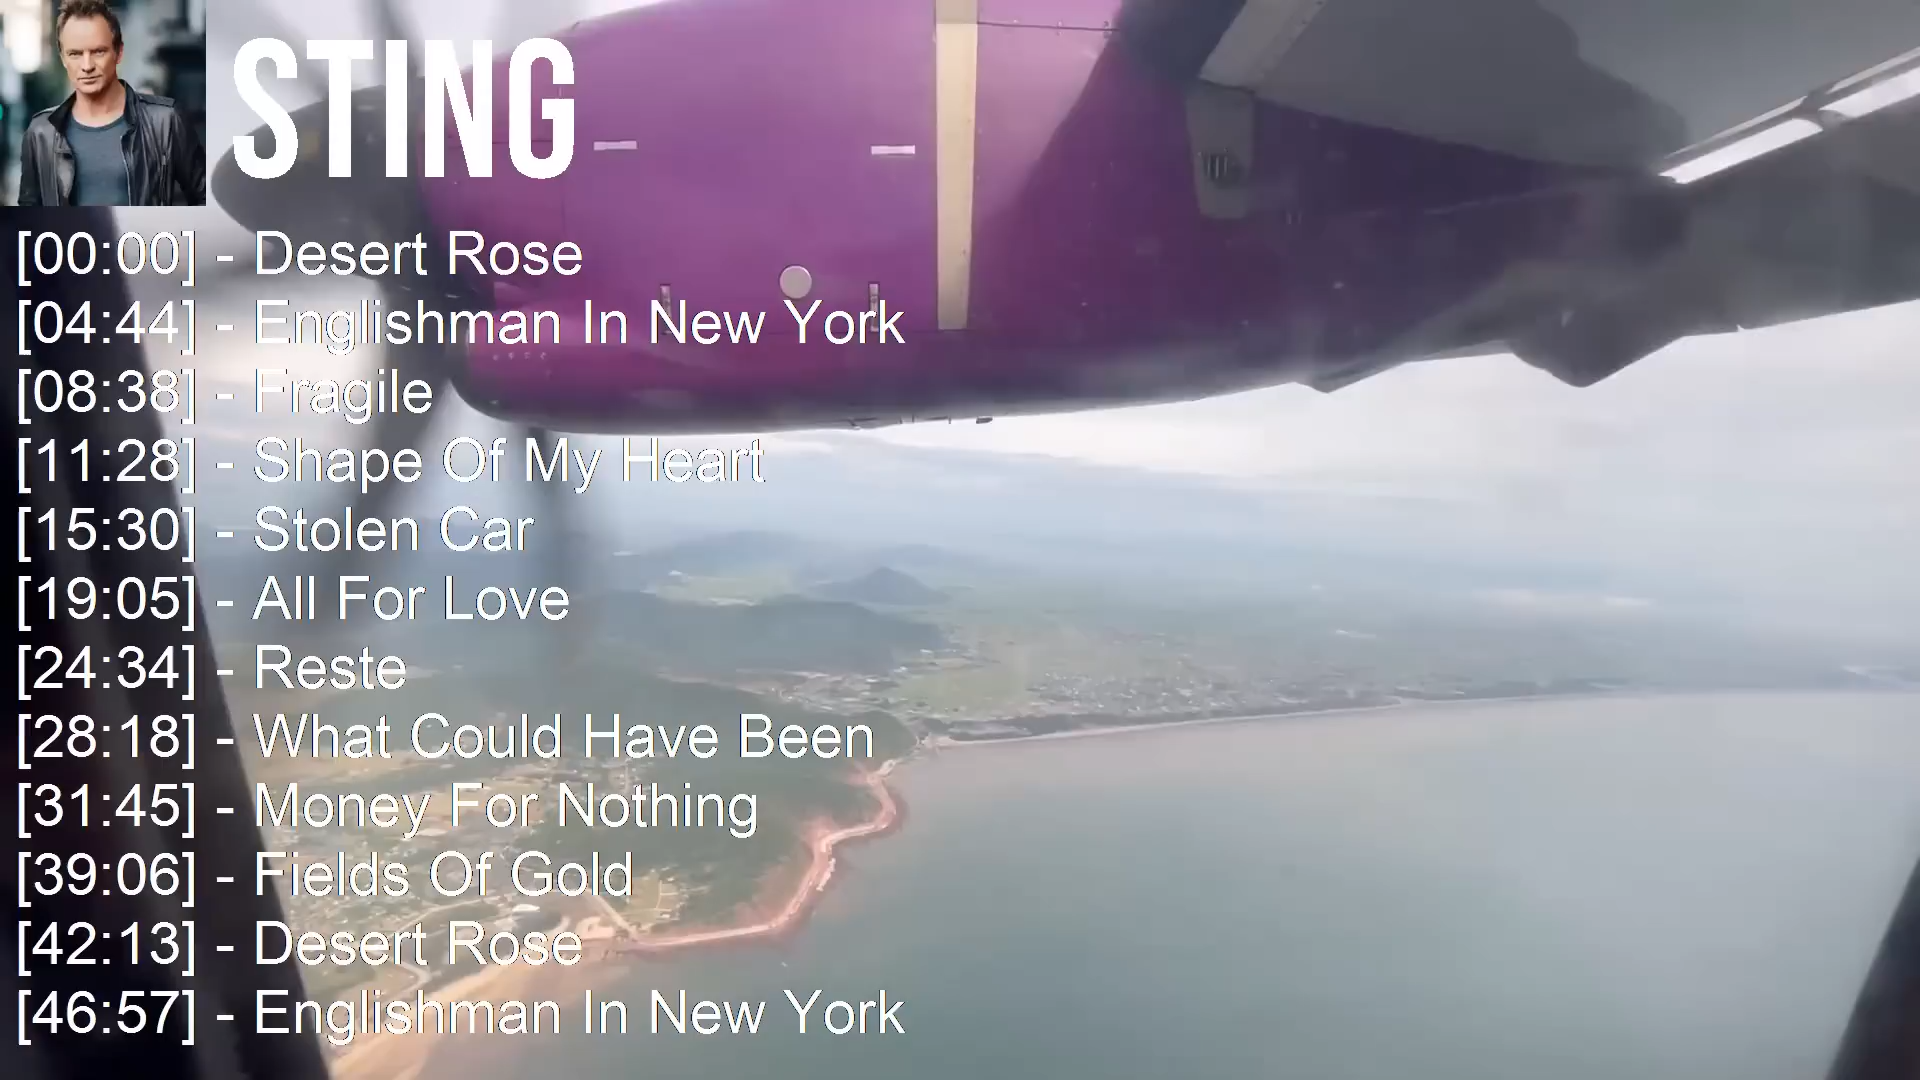 STING
[00:00] - Desert Rose
[04:44] - Englishman In New York
[08:38] - Fragile
[11:28] - Shape Of My Heart
[15:30] - Stolen Car
[19:05] - All For Love
[24:34] - Reste
[28:18] - What Could Have Been
[31:45] - Money For Nothing
[39:06] - Fields Of Gold
[42:13] - Desert Rose
[46:57] - Englishman In New York